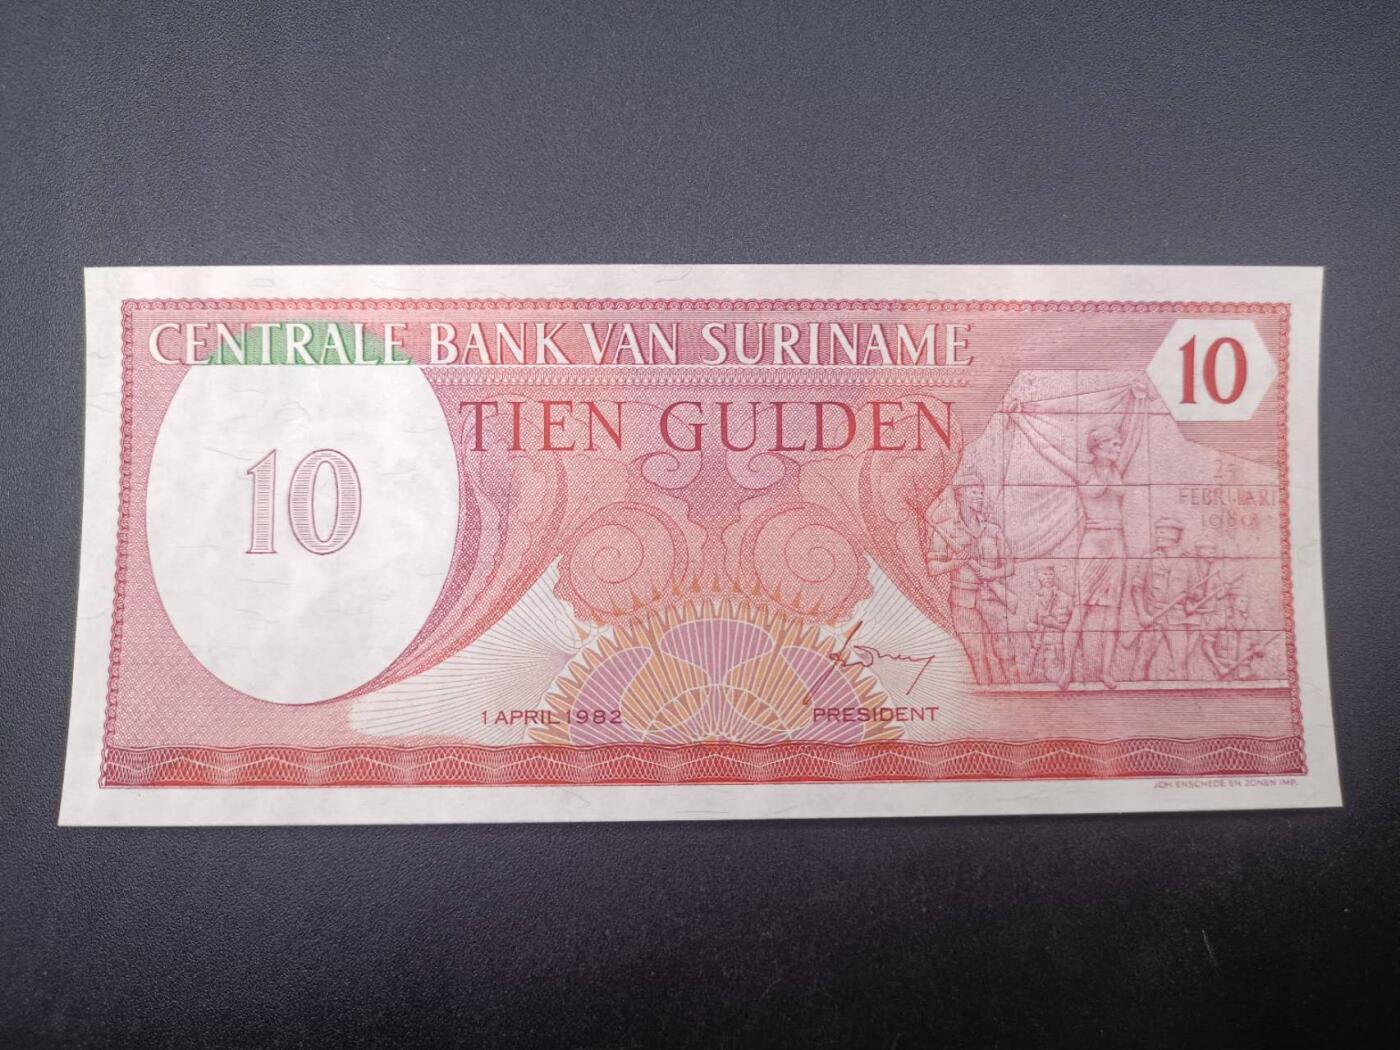 CENTRALE BANK VAN SURINAME
10
TIEN GULDEN
10
25
FEBRUARI
1980
1 APRIL 1982
PRESIDENT
JOH. ENSCHEDE EN ZONEN IMP.